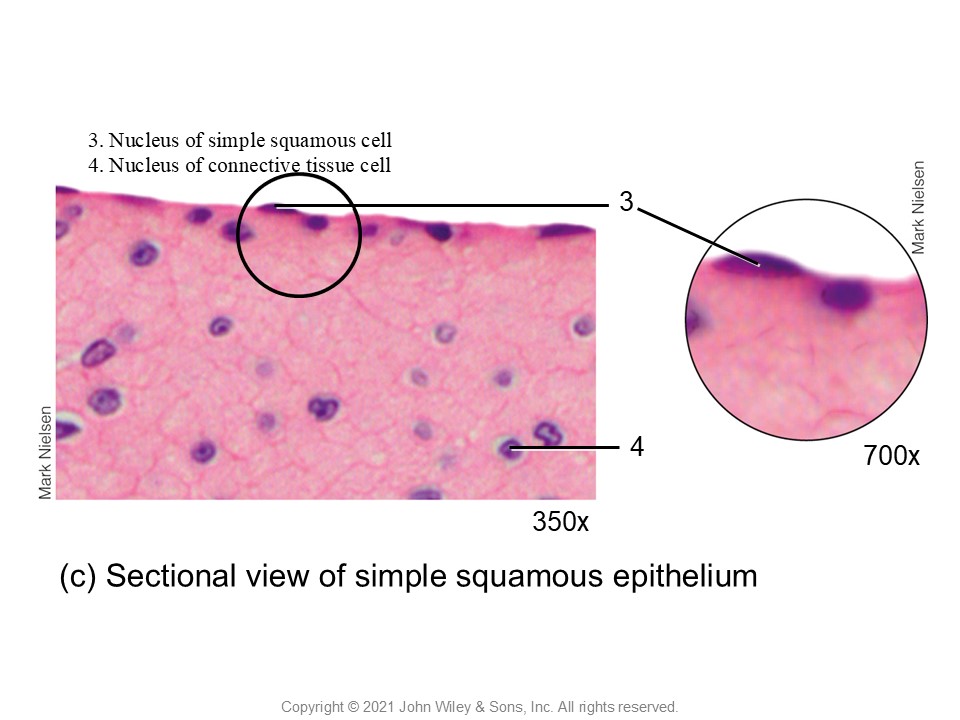 3. Nucleus of simple squamous cell
4. Nucleus of connective tissue cell
3
Mark Nielsen
Mark Nielsen
4
700x
350x
(c) Sectional view of simple squamous epithelium
Copyright © 2021 John Wiley & Sons, Inc. All rights reserved.